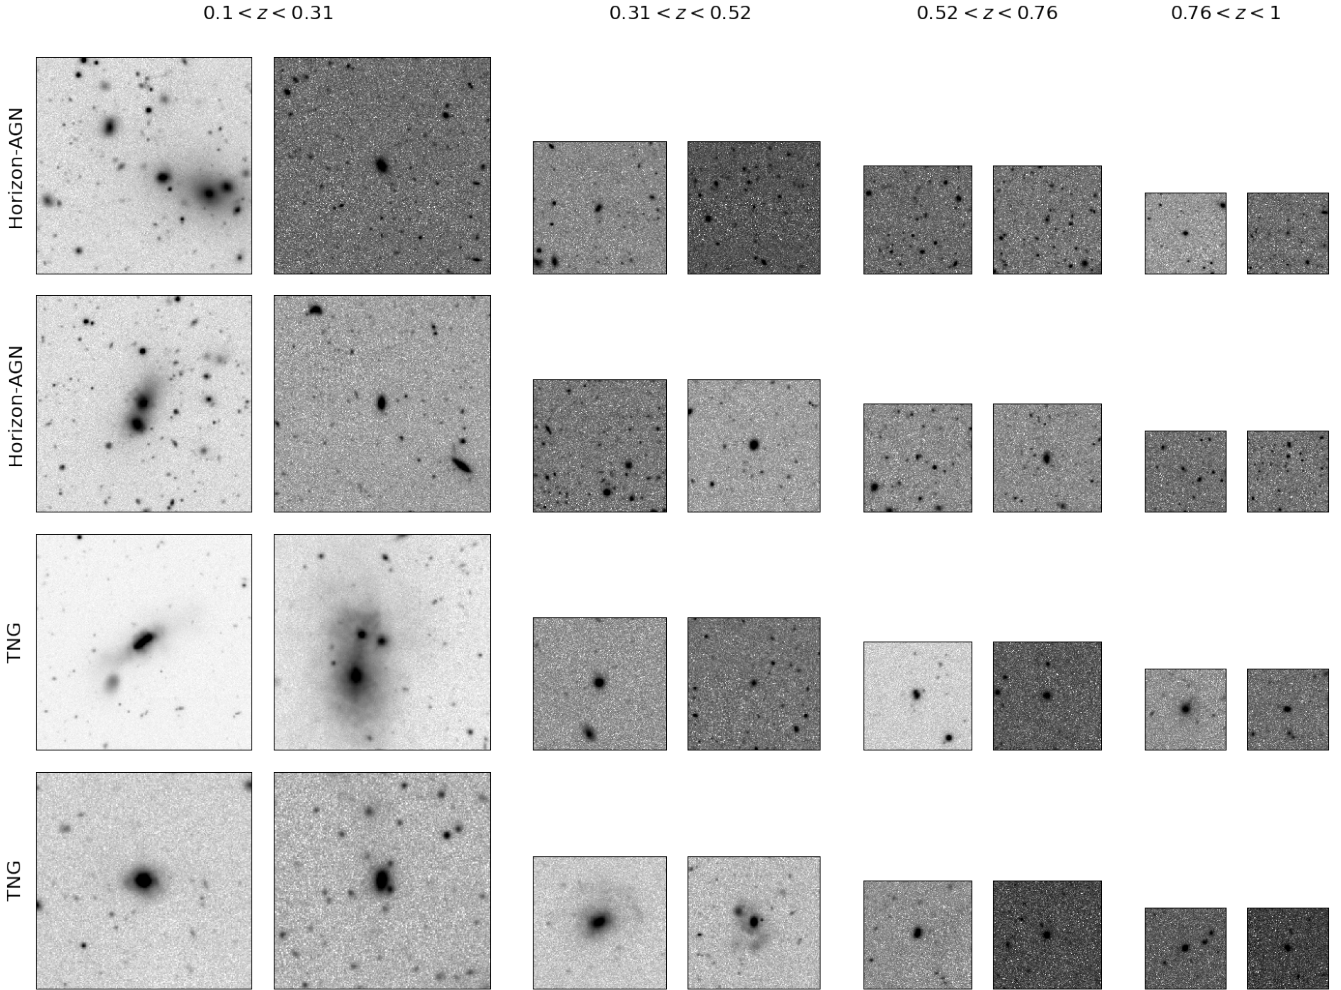 0.1 < z < 0.31
0.31 < z < 0.52
0.52 < z < 0.76
0.76 < z < 1
Horizon-AGN
Horizon-AGN
TNG
TNG